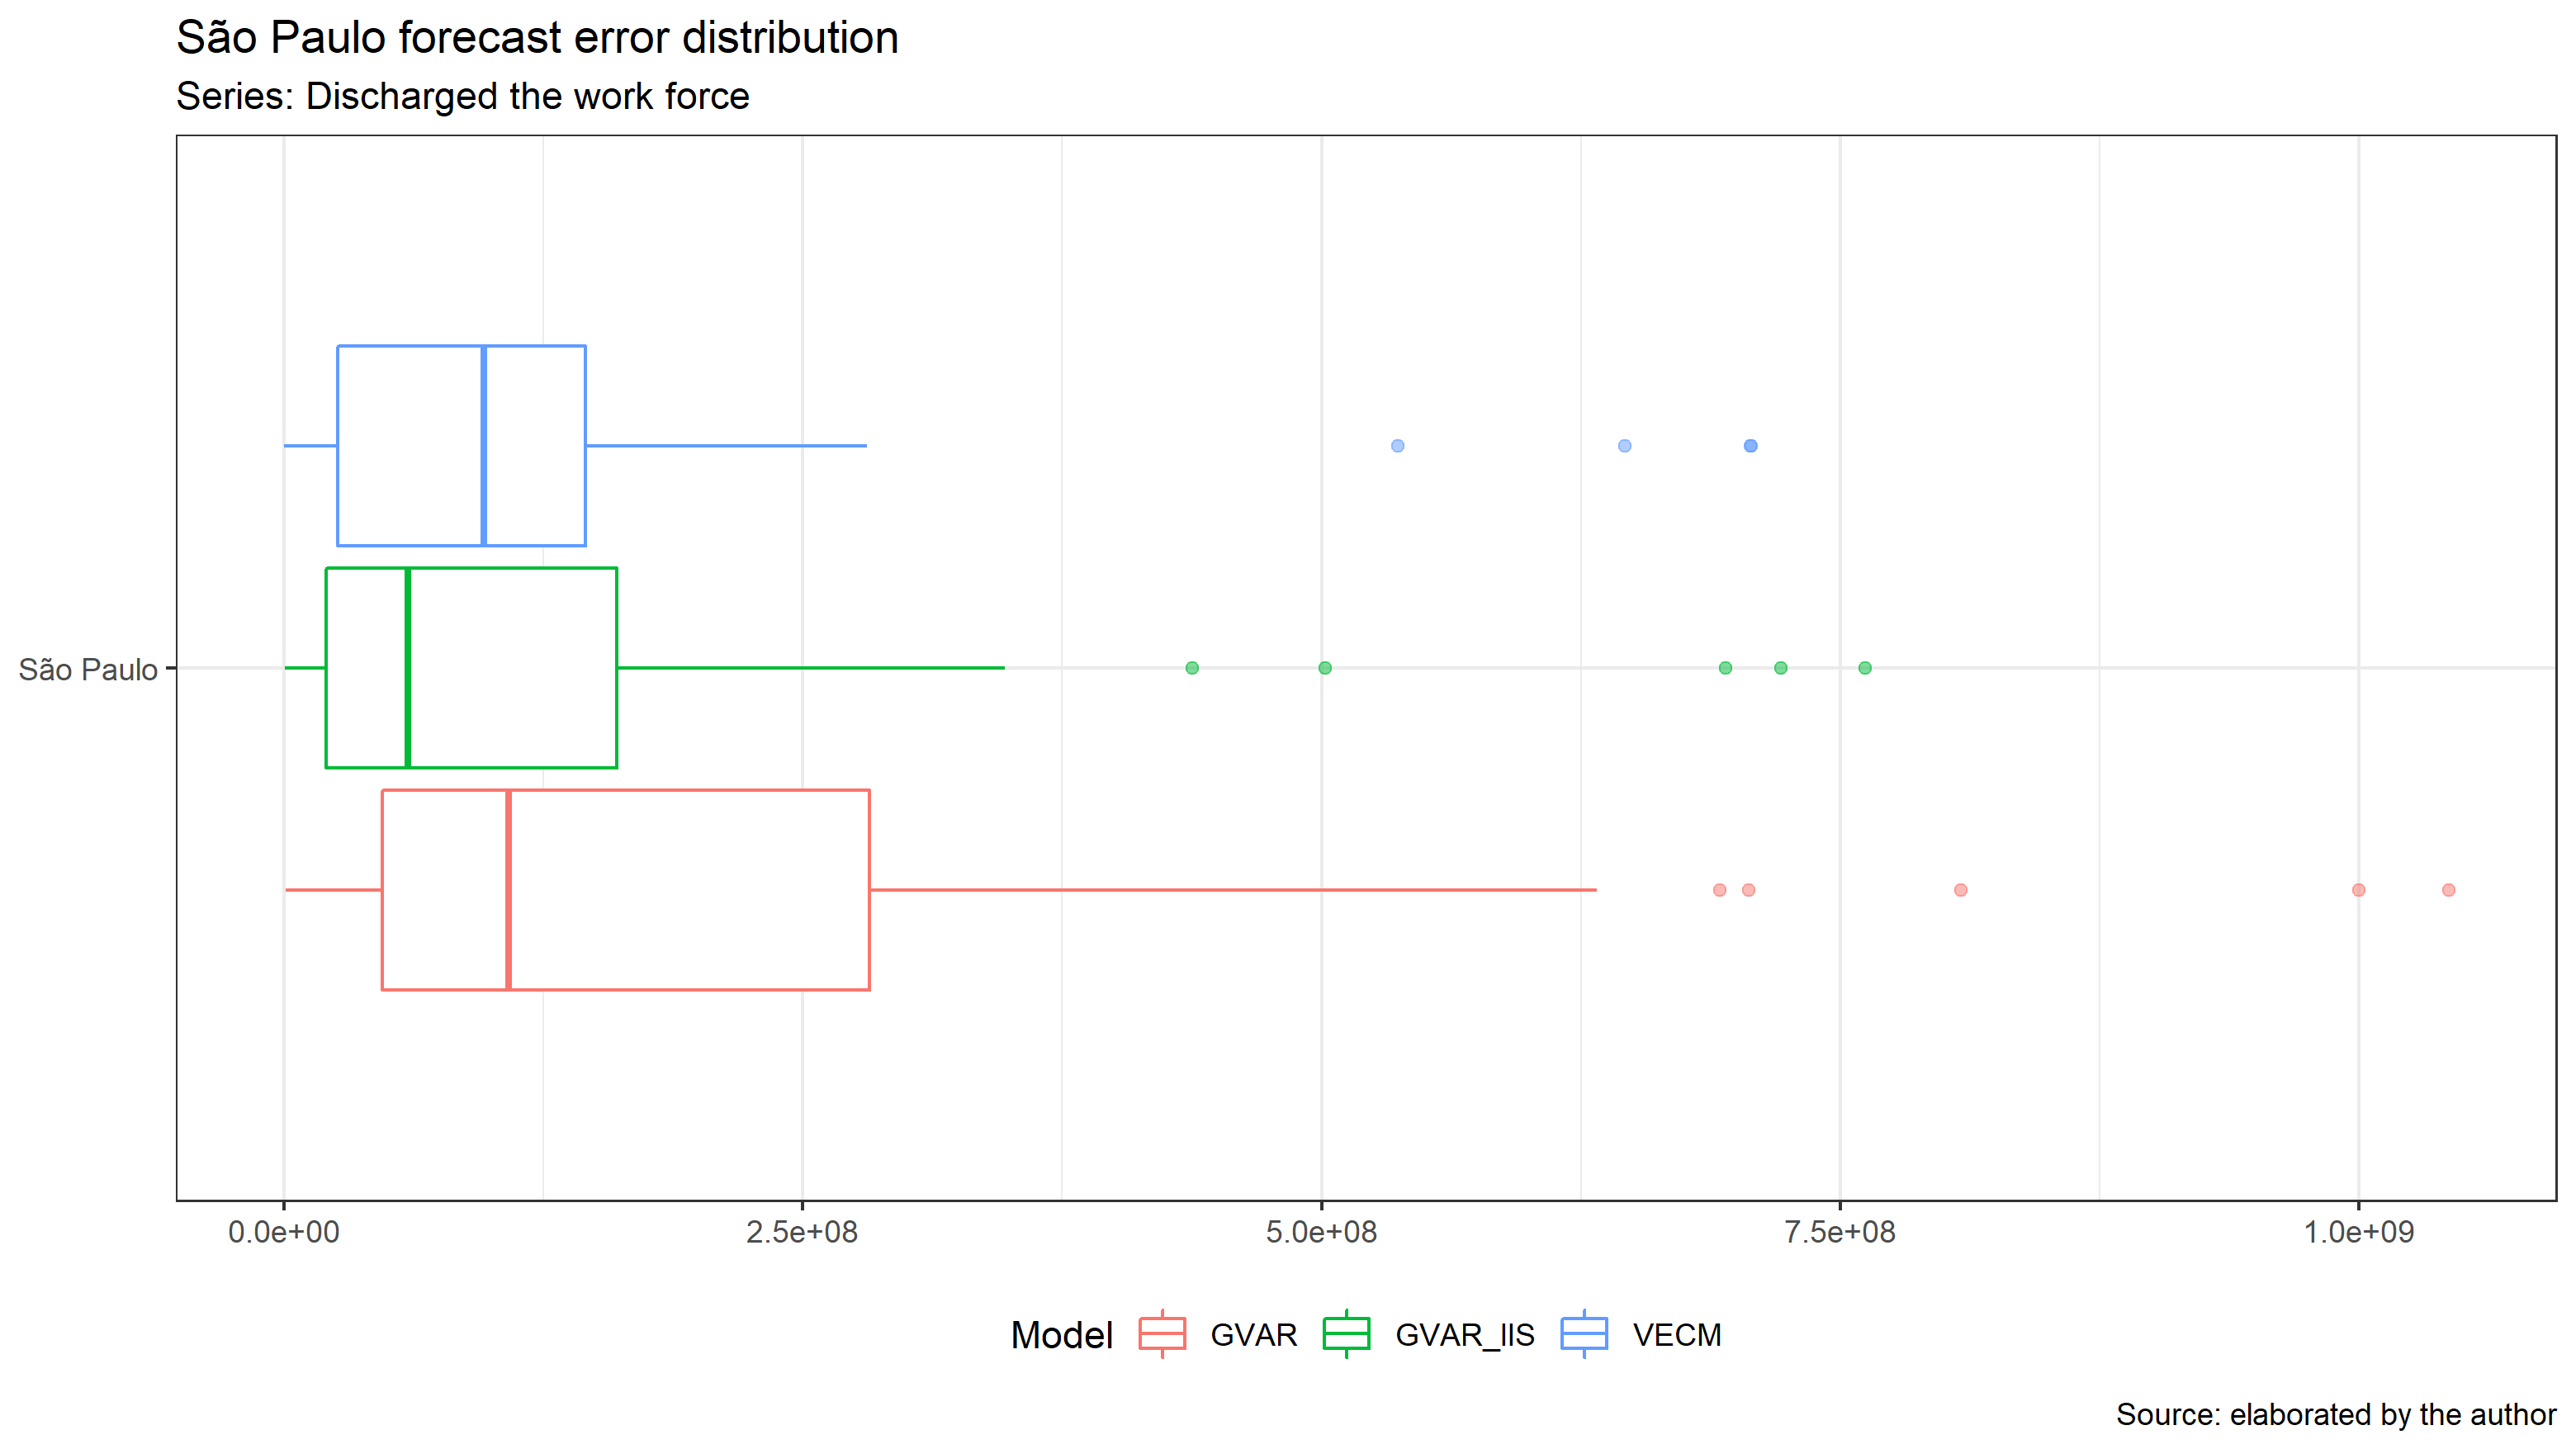 São Paulo forecast error distribution
Series: Discharged the work force
São Paulo
0.0e+00 2.5e+08 5.0e+08 7.5e+08 1.0e+09
Model GVAR GVAR_IIS VECM
Source: elaborated by the author